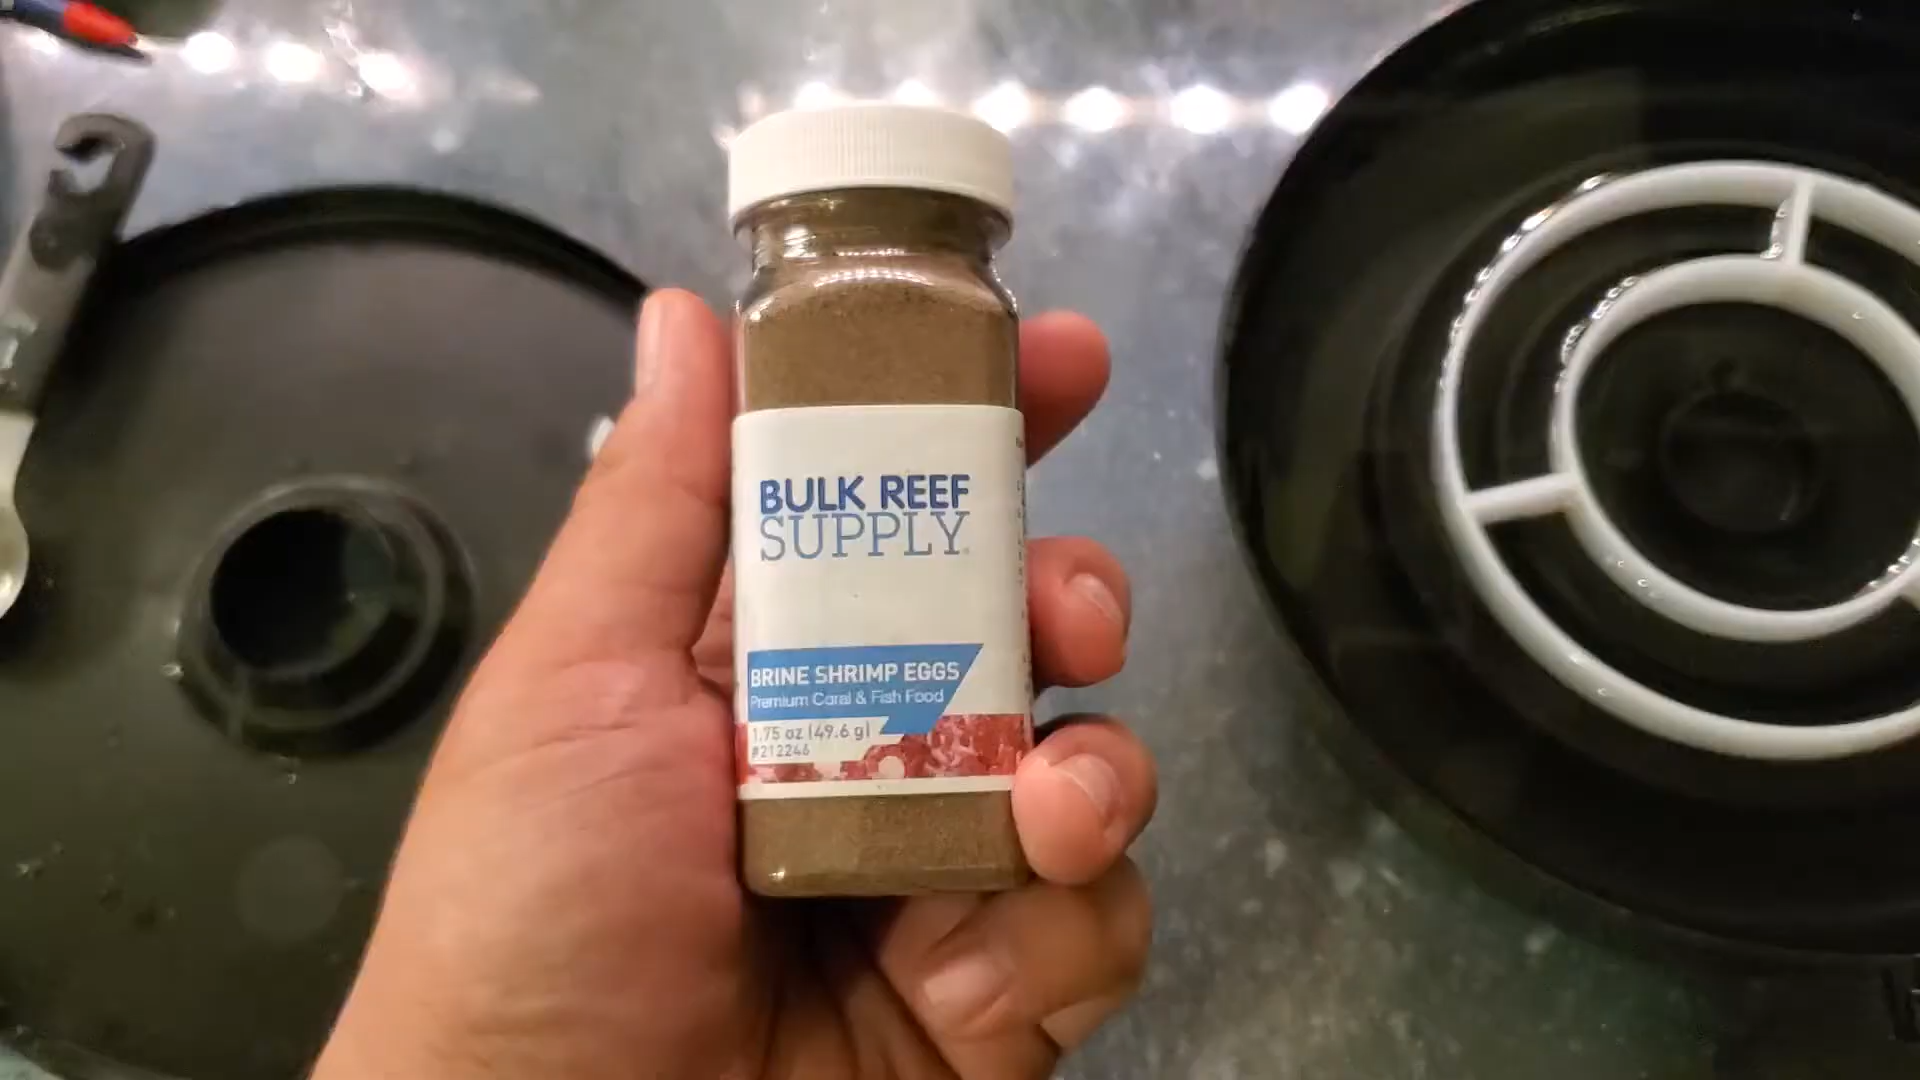 BULK REEF
SUPPLY
BRINE SHRIMP EGGS
Premium Coral & Fish Food
1.75 oz (49.6 g)
#212246